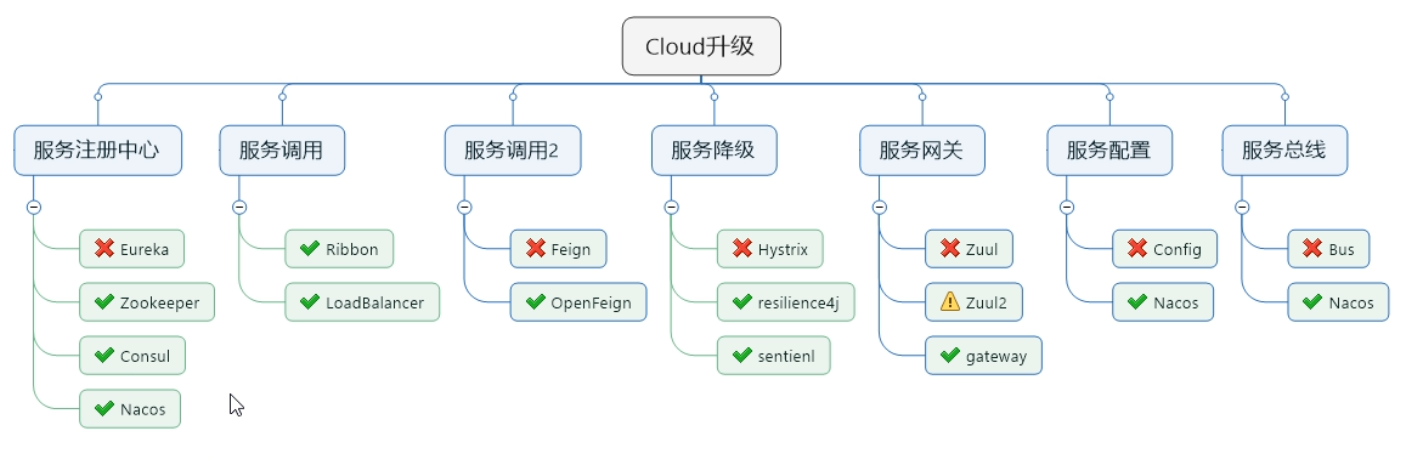 Cloud升级
服务注册中心
服务调用
服务调用2
服务降级
服务网关
服务配置
服务总线
Eureka
Ribbon
Feign
Hystrix
Zuul
Config
Bus
Zookeeper
LoadBalancer
OpenFeign
resilience4j
Zuul2
Nacos
Nacos
Consul
sentienl
gateway
Nacos